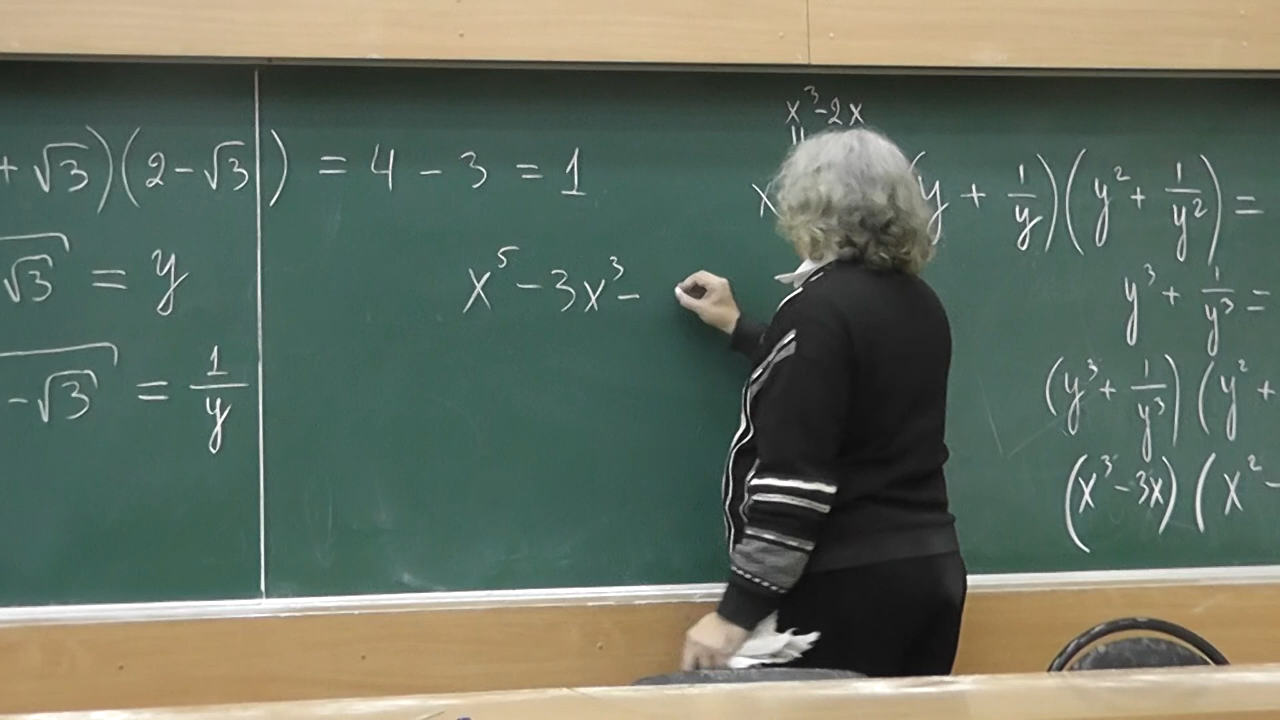 + √3)(2 - √3) = 4 - 3 = 1
√3 = y
- √3 = 1/y
x⁵ - 3x³ -
x³ - 2x
x (y + 1/y)(y² + 1/y²) =
y³ + 1/y³ =
(y³ + 1/y³)(y² +
(x³ - 3x)(x² -